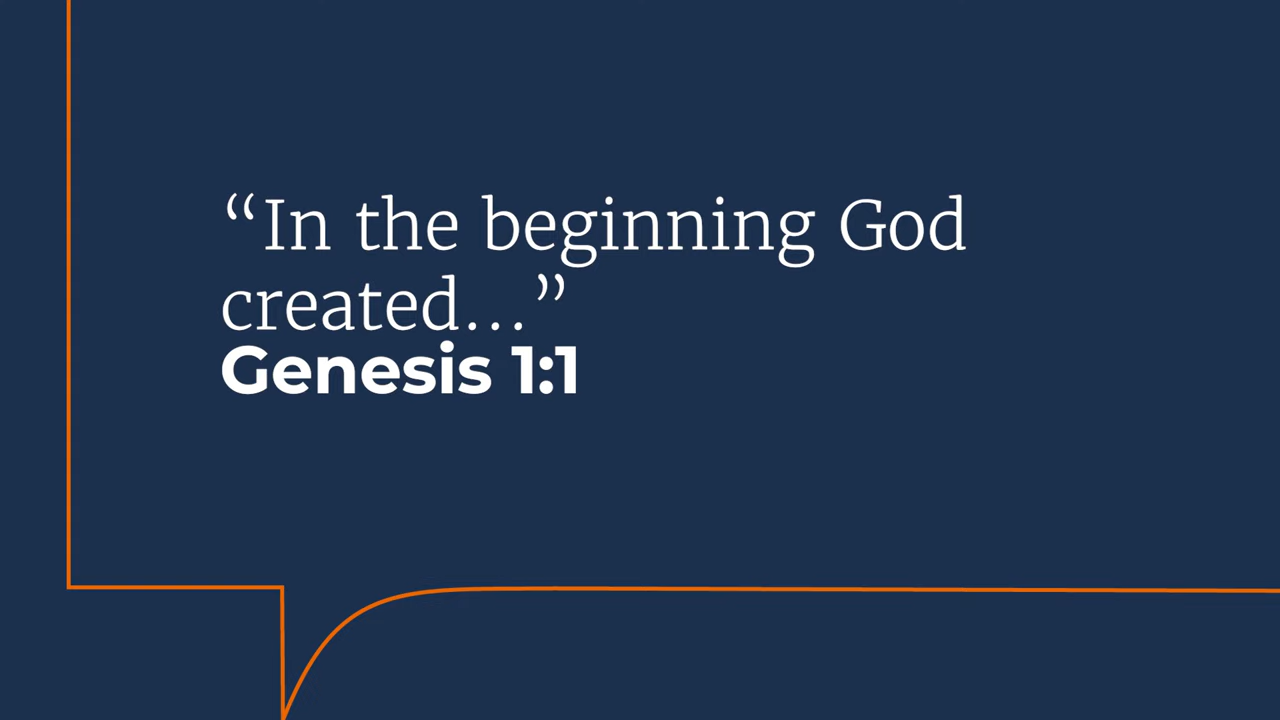 “In the beginning God
created…”
Genesis 1:1